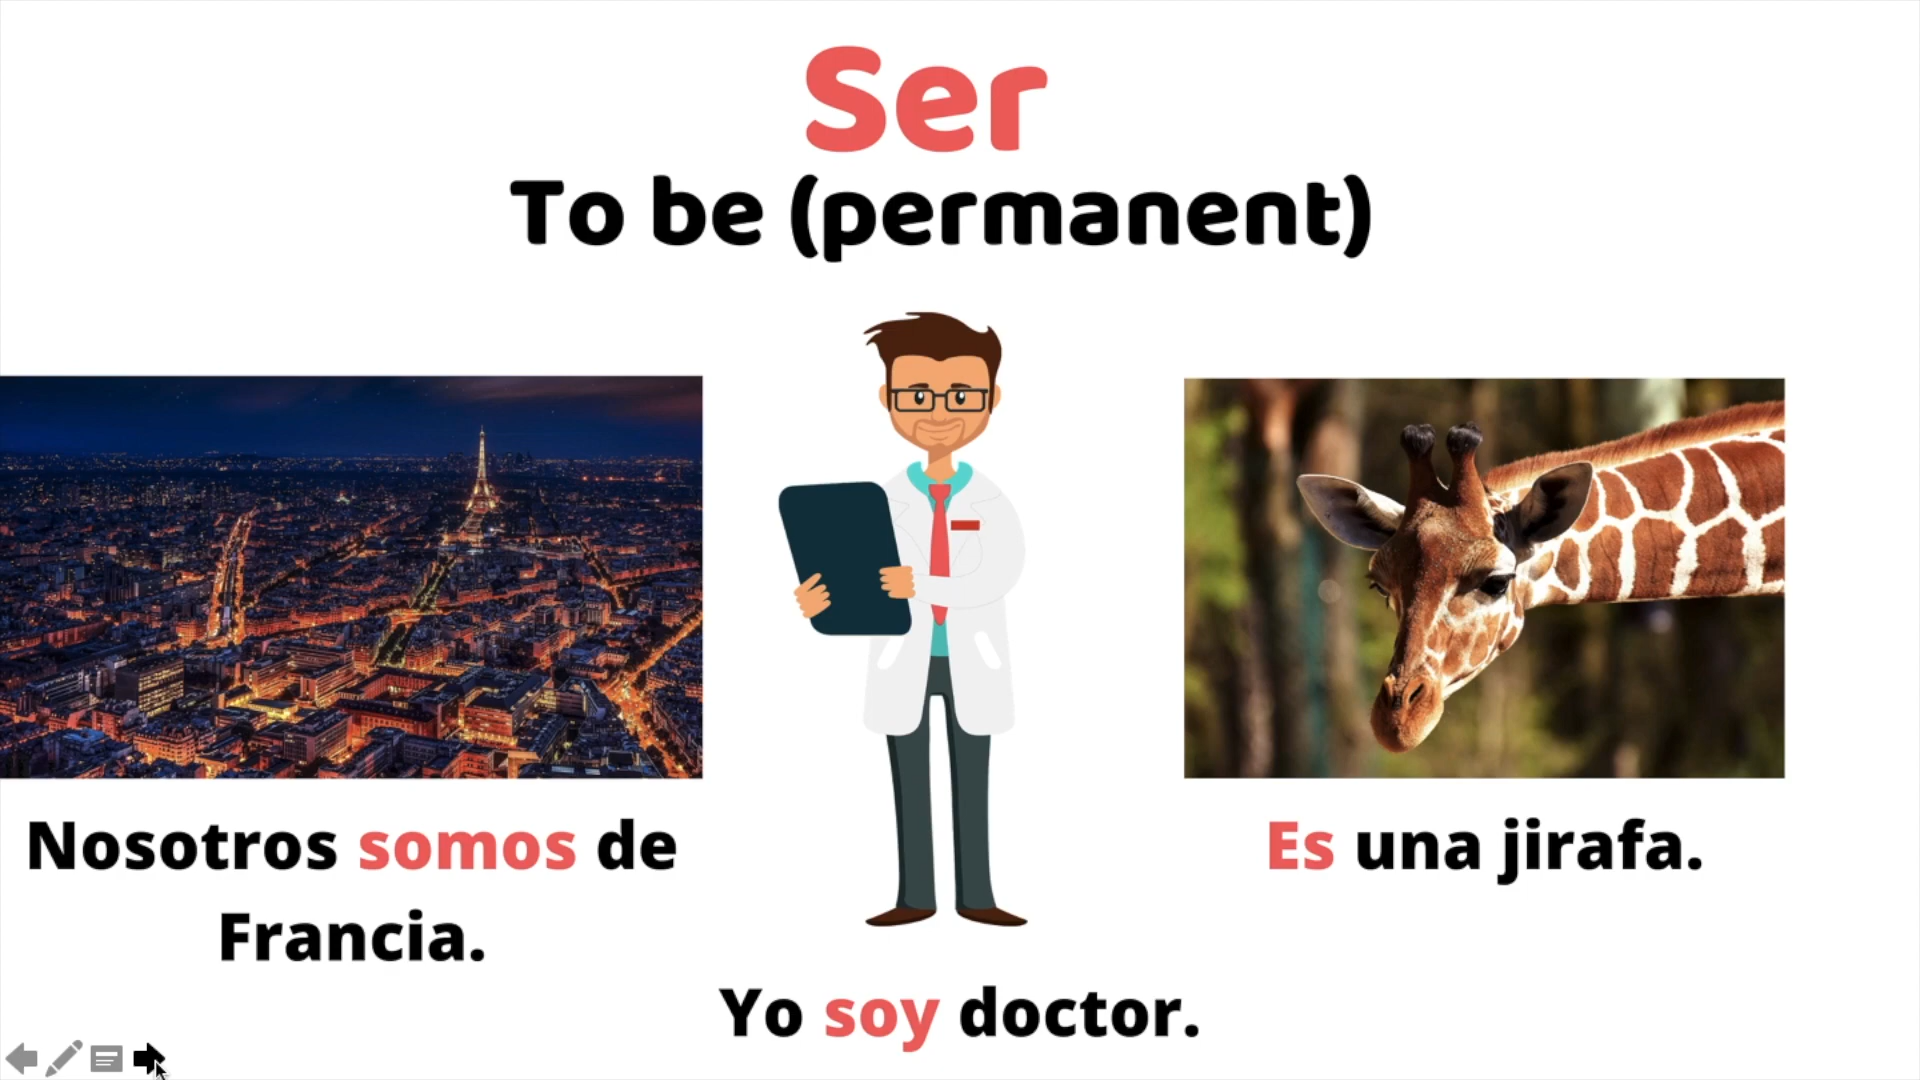 Ser
To be (permanent)
Nosotros somos de
Francia.
Yo soy doctor.
Es una jirafa.